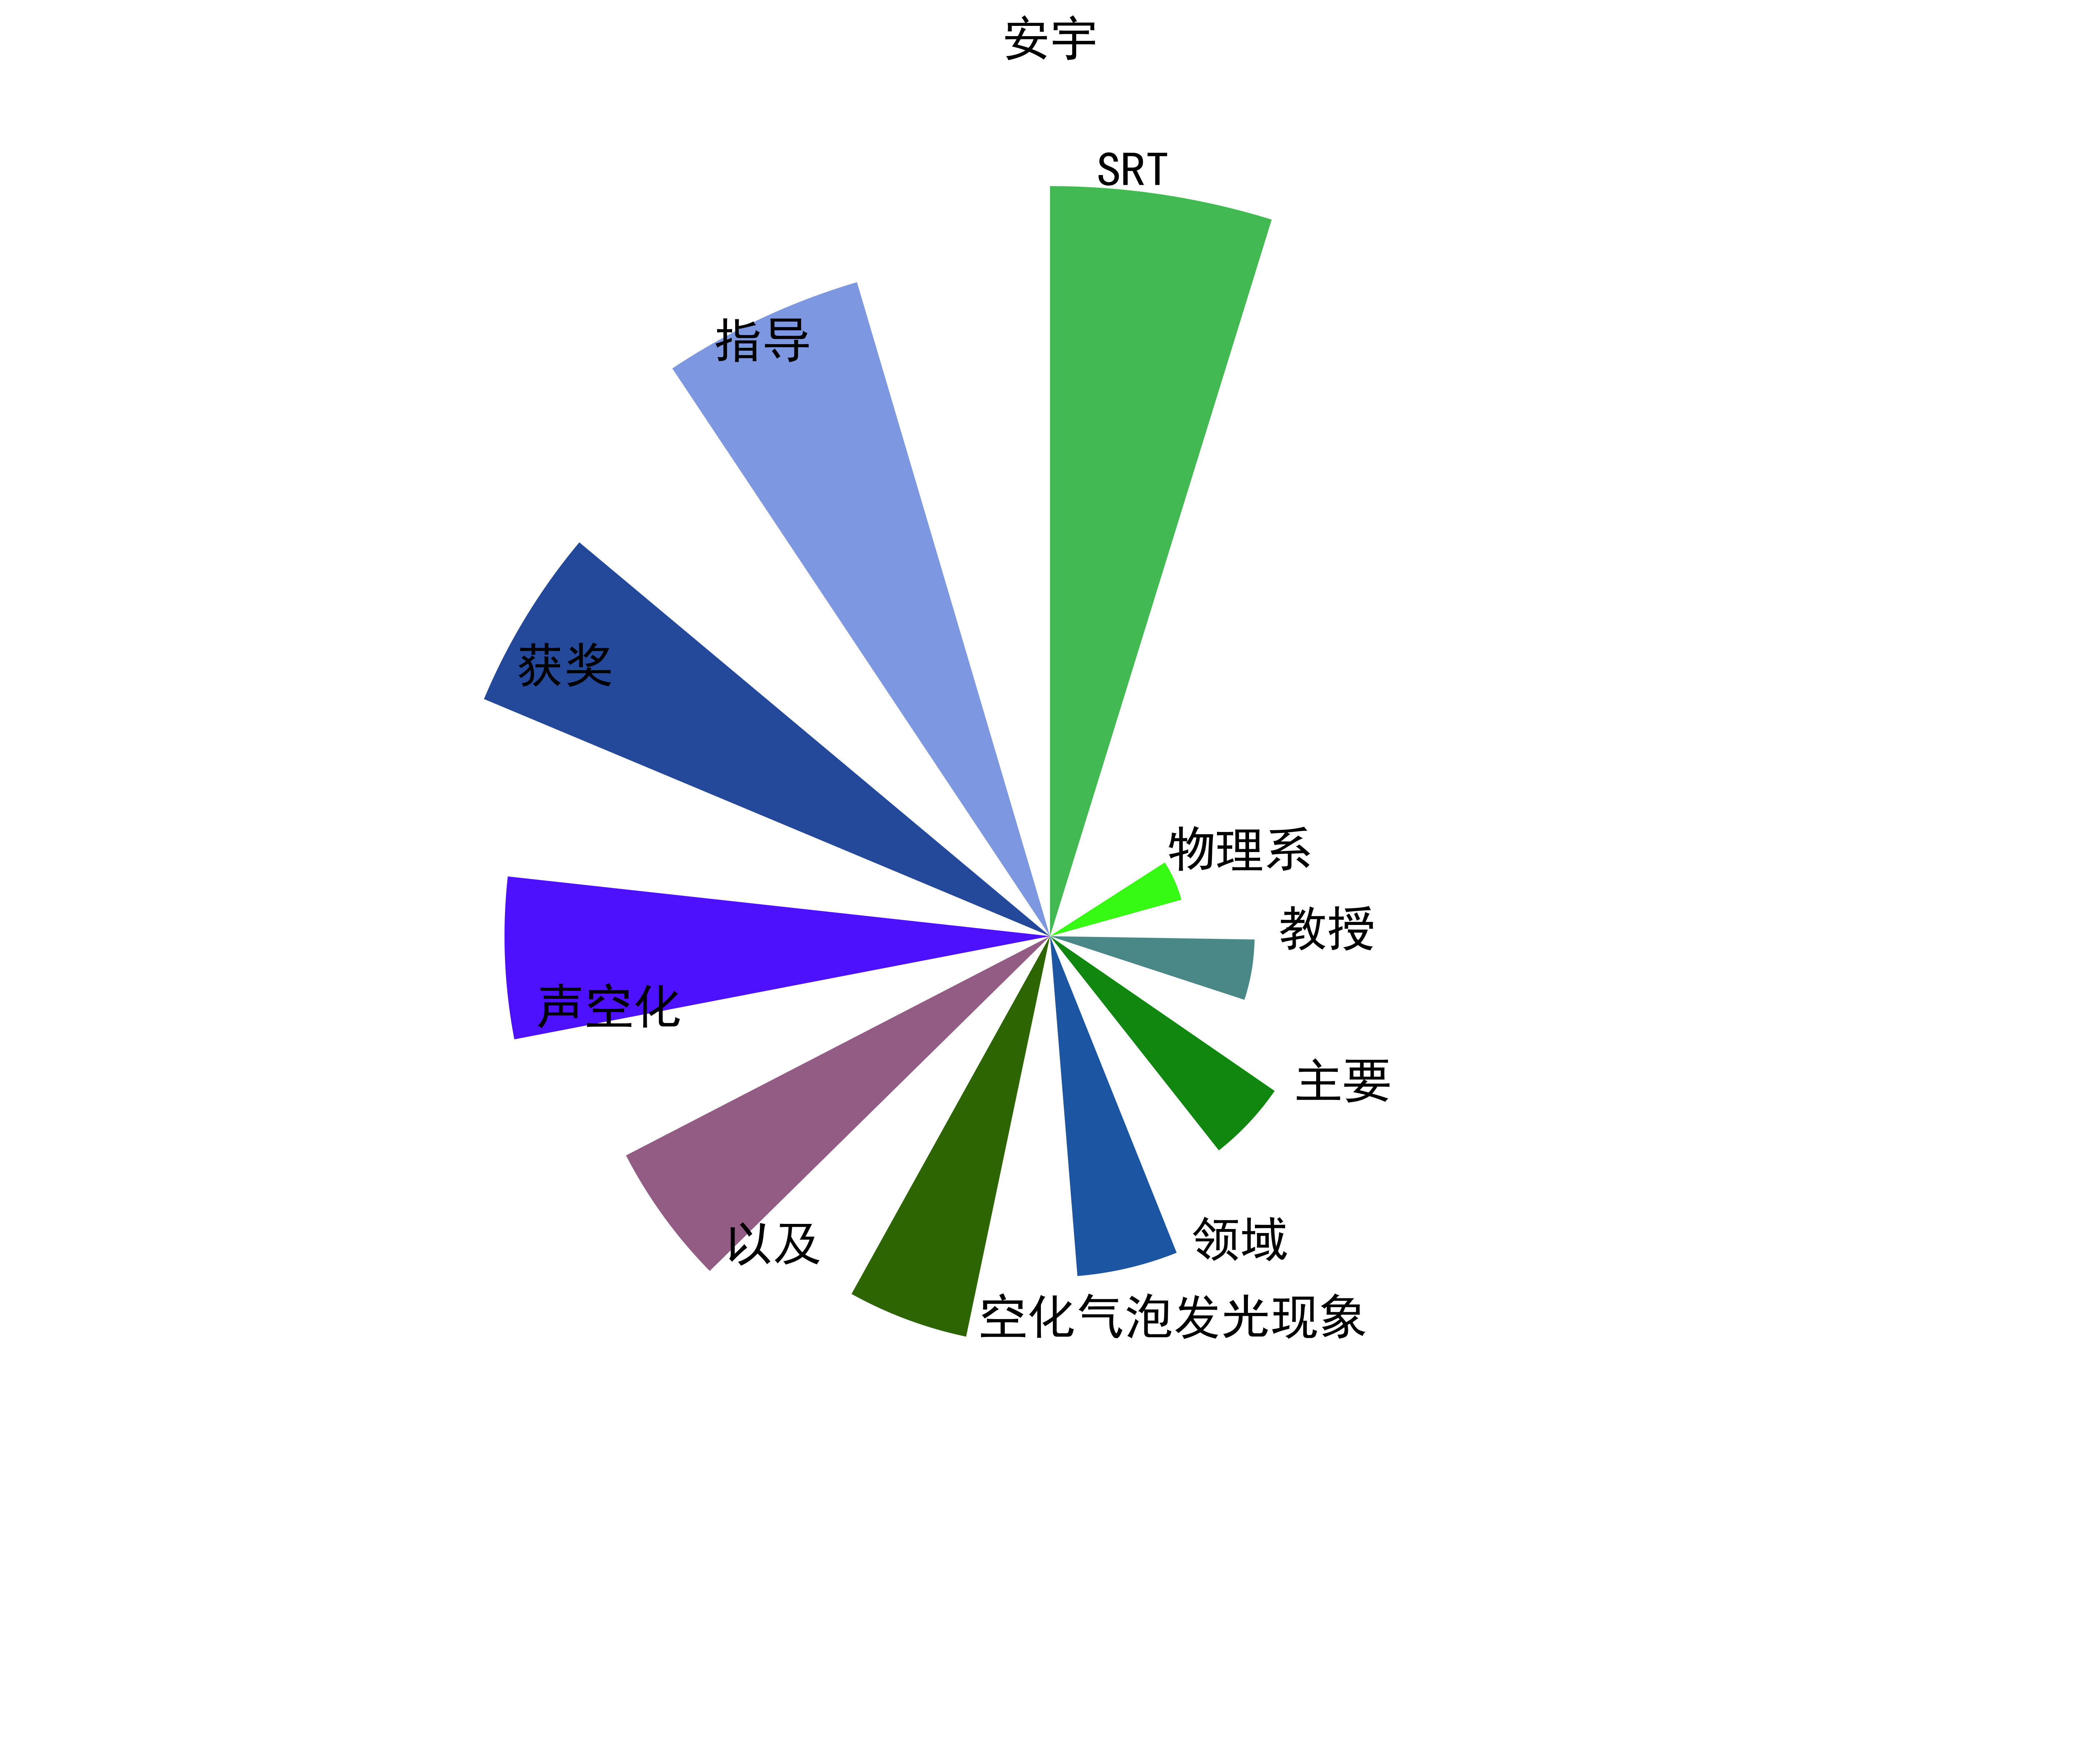 安宇
SRT
指导
获奖
物理系
教授
声空化
主要
领域
以及
空化气泡发光现象